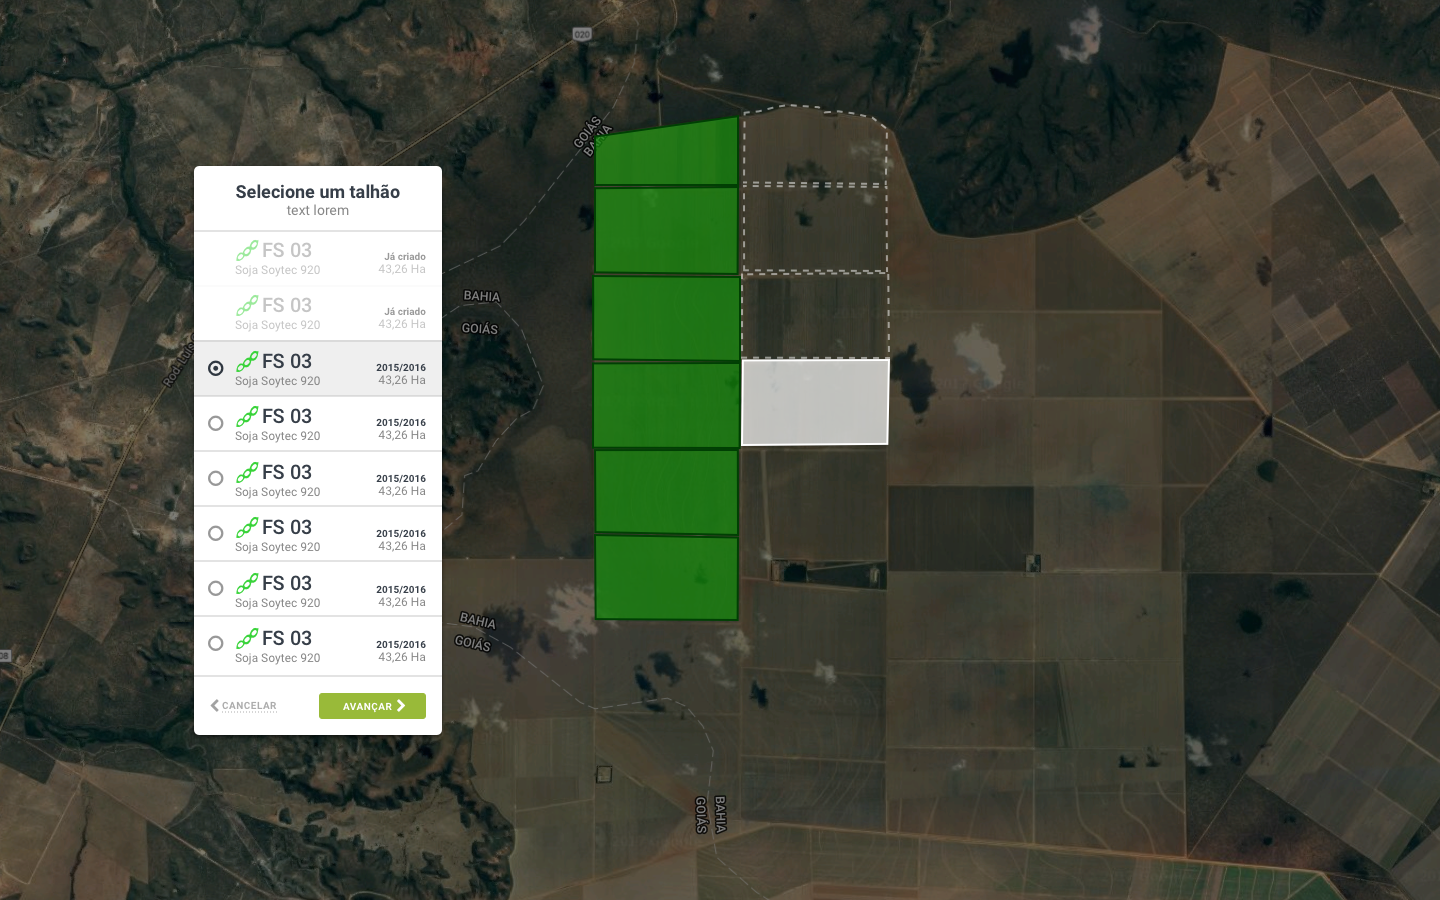 020
GOIÁS
BAHIA
Selecione um talhão
text lorem
FS 03
Já criado
Soja Soytec 920
43,26 Ha
FS 03
Já criado
Soja Soytec 920
43,26 Ha
FS 03
2015/2016
Soja Soytec 920
43,26 Ha
FS 03
2015/2016
Soja Soytec 920
43,26 Ha
FS 03
2015/2016
Soja Soytec 920
43,26 Ha
FS 03
2015/2016
Soja Soytec 920
43,26 Ha
FS 03
2015/2016
Soja Soytec 920
43,26 Ha
FS 03
2015/2016
Soja Soytec 920
43,26 Ha
CANCELAR
AVANÇAR
BAHIA
GOIÁS
BAHIA
GOIÁS
GOIÁS
BAHIA